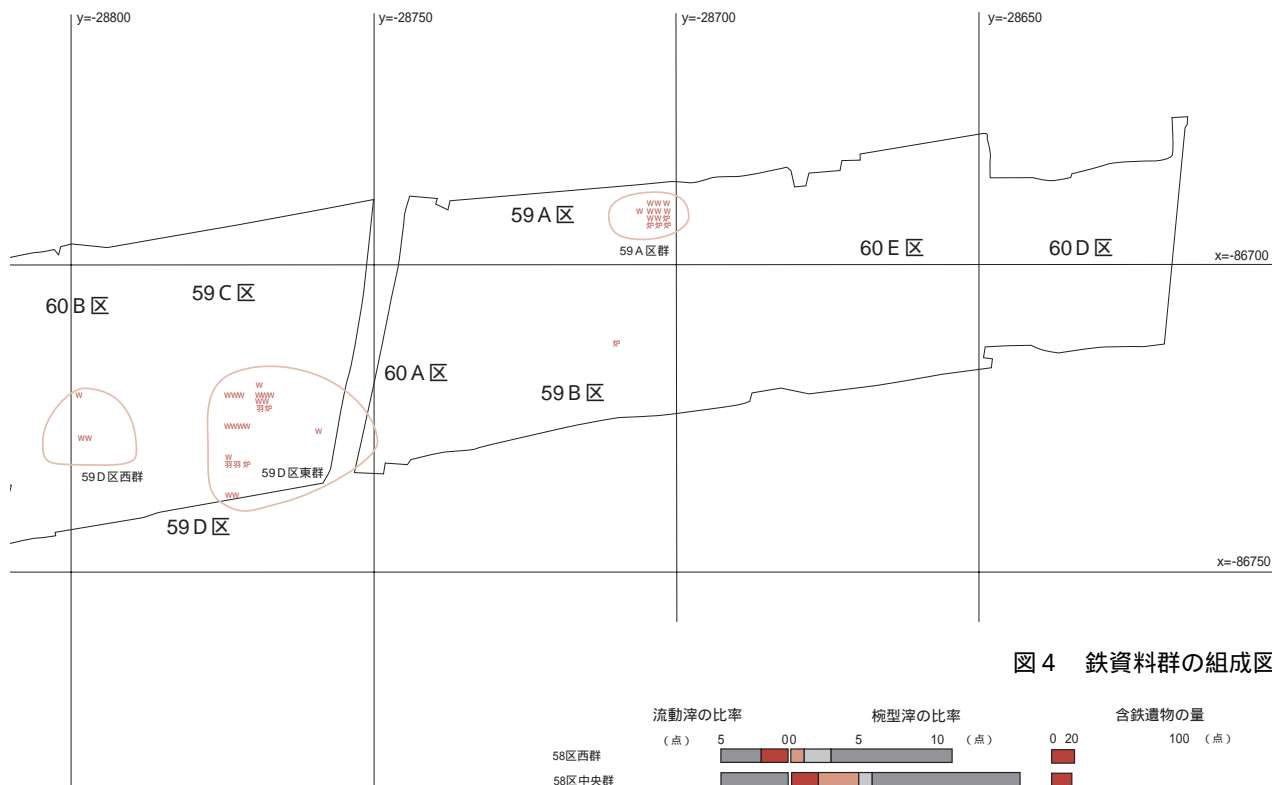 y=-28800
y=-28750
y=-28700
y=-28650
59A区
W
WWW
WWW
WW炉
炉炉炉
59A区群
60E区
60D区
x=-86700
60B区
59C区
炉
60A区
59B区
W
WW
59D区西群
W
WWW
WWW
WW
羽炉
WWWW
W
W
羽羽 炉
59D区東群
WW
59D区
x=-86750
図4 鉄資料群の組成図
流動滓の比率
椀型滓の比率
含鉄遺物の量
(点) 5 0 0 5 10 (点) 0 20 100 (点)
58区西群
58区中央群